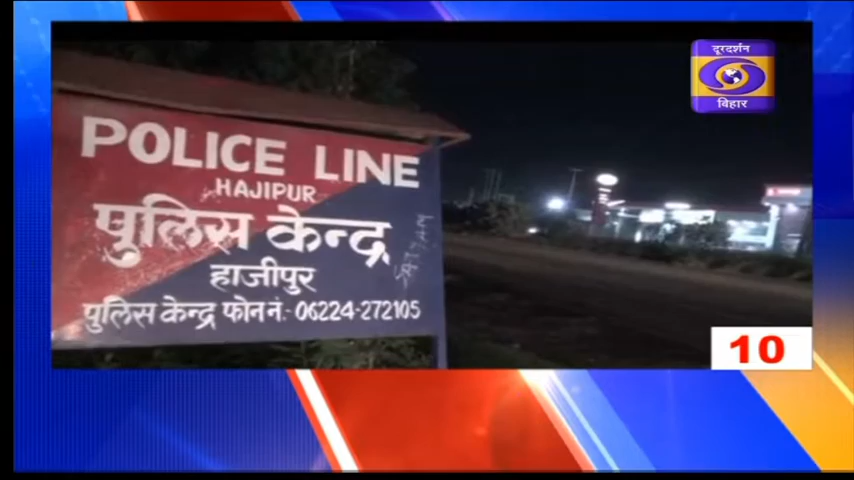 दूरदर्शन
बिहार
POLICE LINE
HAJIPUR
पुलिस केन्द्र
हाजीपुर
पुलिस केन्द्र फोन नं.-06224-272105
10